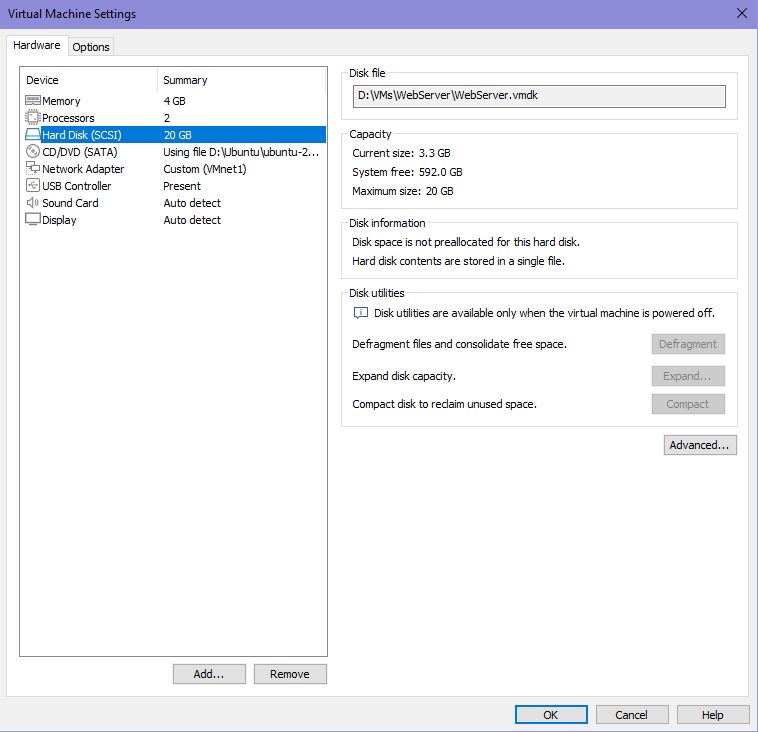 Virtual Machine Settings
Hardware Options
Device Summary
Memory 4 GB
Processors 2
Hard Disk (SCSI) 20 GB
CD/DVD (SATA) Using file D:\Ubuntu\ubuntu-2...
Network Adapter Custom (VMnet1)
USB Controller Present
Sound Card Auto detect
Display Auto detect
Add... Remove
Disk file
D:\VMs\WebServer\WebServer.vmdk
Capacity
Current size: 3.3 GB
System free: 592.0 GB
Maximum size: 20 GB
Disk information
Disk space is not preallocated for this hard disk.
Hard disk contents are stored in a single file.
Disk utilities
Disk utilities are available only when the virtual machine is powered off.
Defragment files and consolidate free space. Defragment
Expand disk capacity. Expand...
Compact disk to reclaim unused space. Compact
Advanced...
OK Cancel Help